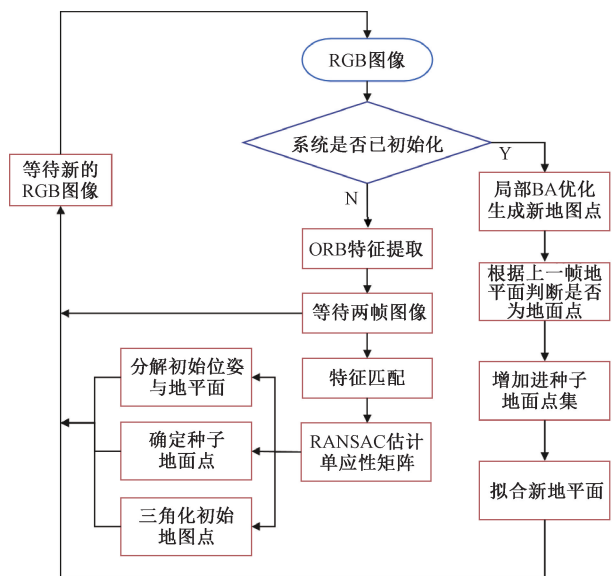 RGB图像
系统是否已初始化
Y
N
等待新的
RGB图像
局部BA优化
生成新地图点
ORB特征提取
根据上一帧地
平面判断是否
为地面点
等待两帧图像
分解初始位姿
与地平面
特征匹配
增加进种子
地面点集
确定种子
地面点
RANSAC估计
单应性矩阵
拟合新地平面
三角化初始
地图点